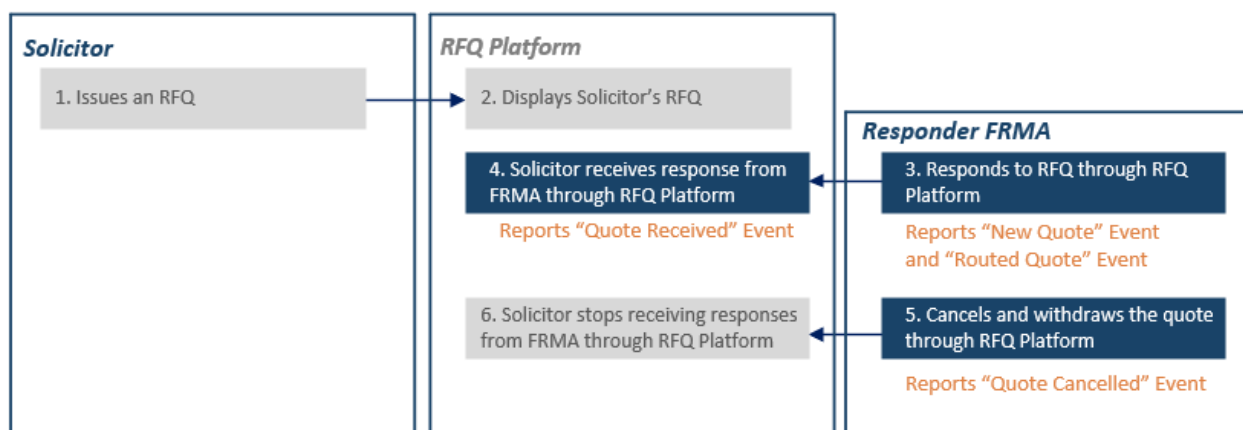 Solicitor
1. Issues an RFQ
RFQ Platform
2. Displays Solicitor's RFQ
Responder FRMA
4. Solicitor receives response from
FRMA through RFQ Platform
Reports “Quote Received” Event
3. Responds to RFQ through RFQ
Platform
Reports “New Quote” Event
and “Routed Quote” Event
6. Solicitor stops receiving responses
from FRMA through RFQ Platform
5. Cancels and withdraws the quote
through RFQ Platform
Reports “Quote Cancelled” Event